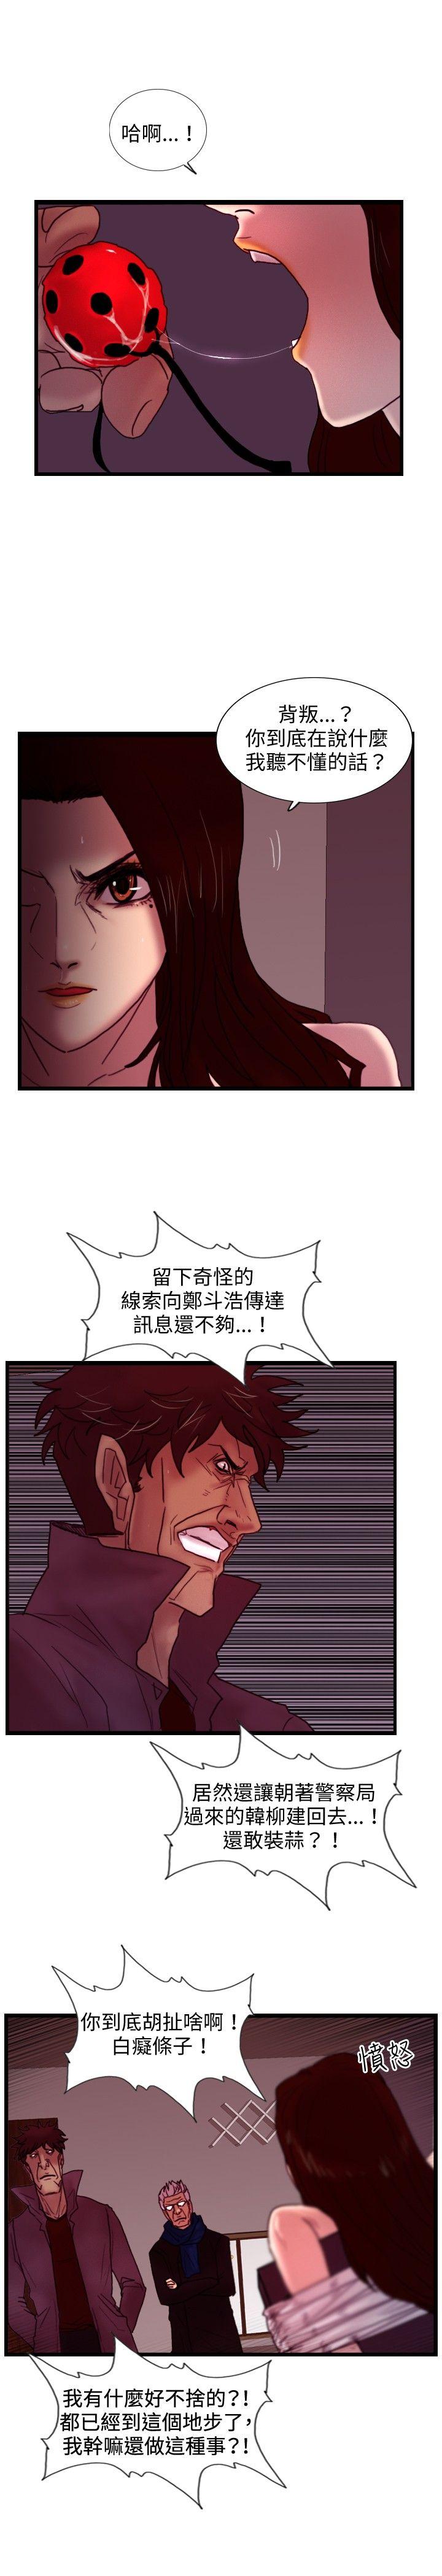 哈啊...！
背叛...？
你到底在說什麼
我聽不懂的話？
留下奇怪的
線索向鄭斗浩傳達
訊息還不夠...！
居然還讓朝著警察局
過來的韓柳建回去...！
還敢裝蒜？！
你到底胡扯啥啊！
白癡條子！
憤怒
我有什麼好不捨的?!
都已經到這個地步了，
我幹嘛還做這種事?!